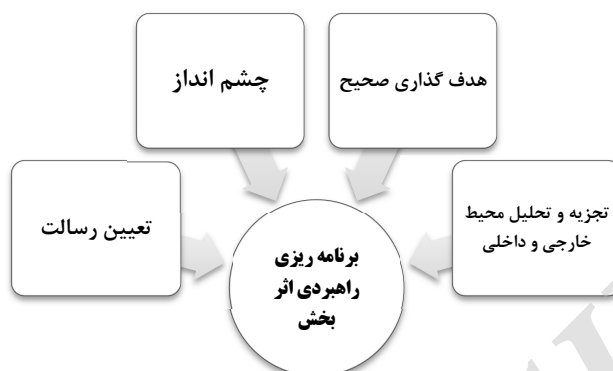 هدف گذاری صحیح
چشم انداز
تجزیه و تحلیل محیط
خارجی و داخلی
تعیین رسالت
برنامه ریزی
راهبردی اثر
بخش